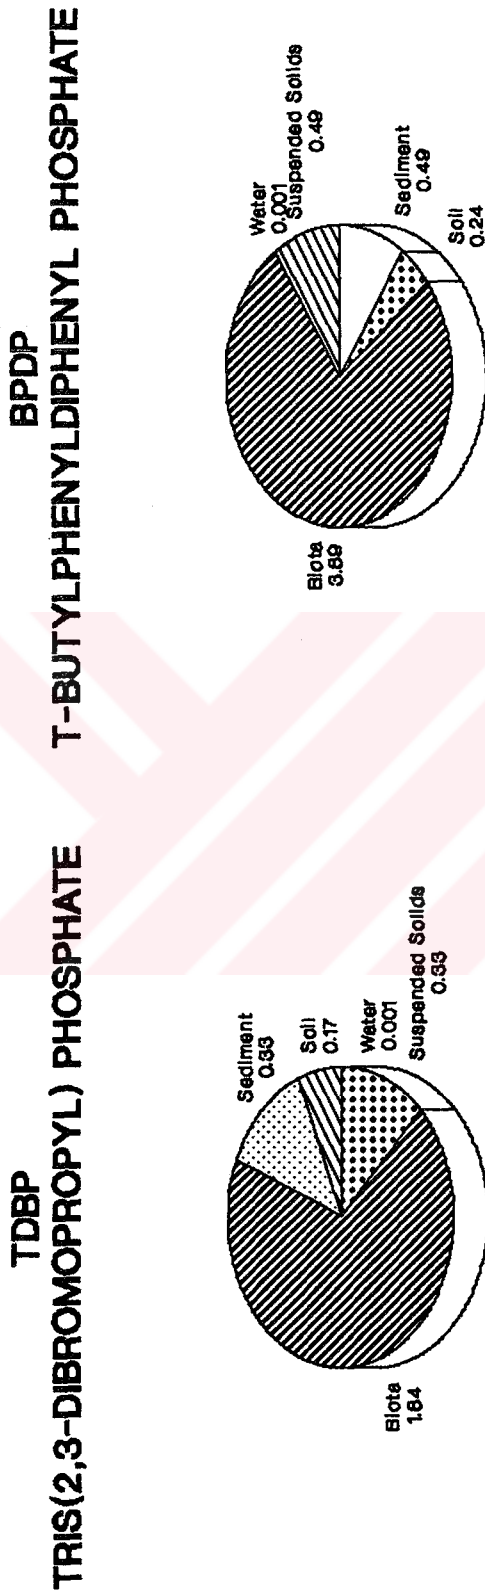 TDBP
TRIS(2,3-DIBROMOPROPYL) PHOSPHATE
Sediment
0.33
Soil
0.17
Water
0.001
Suspended Solids
0.33
Biota
1.64
BPDP
T-BUTYLPHENYLDIPHENYL PHOSPHATE
Water
0.001
Suspended Solids
0.49
Sediment
0.49
Soil
0.24
Biota
3.69